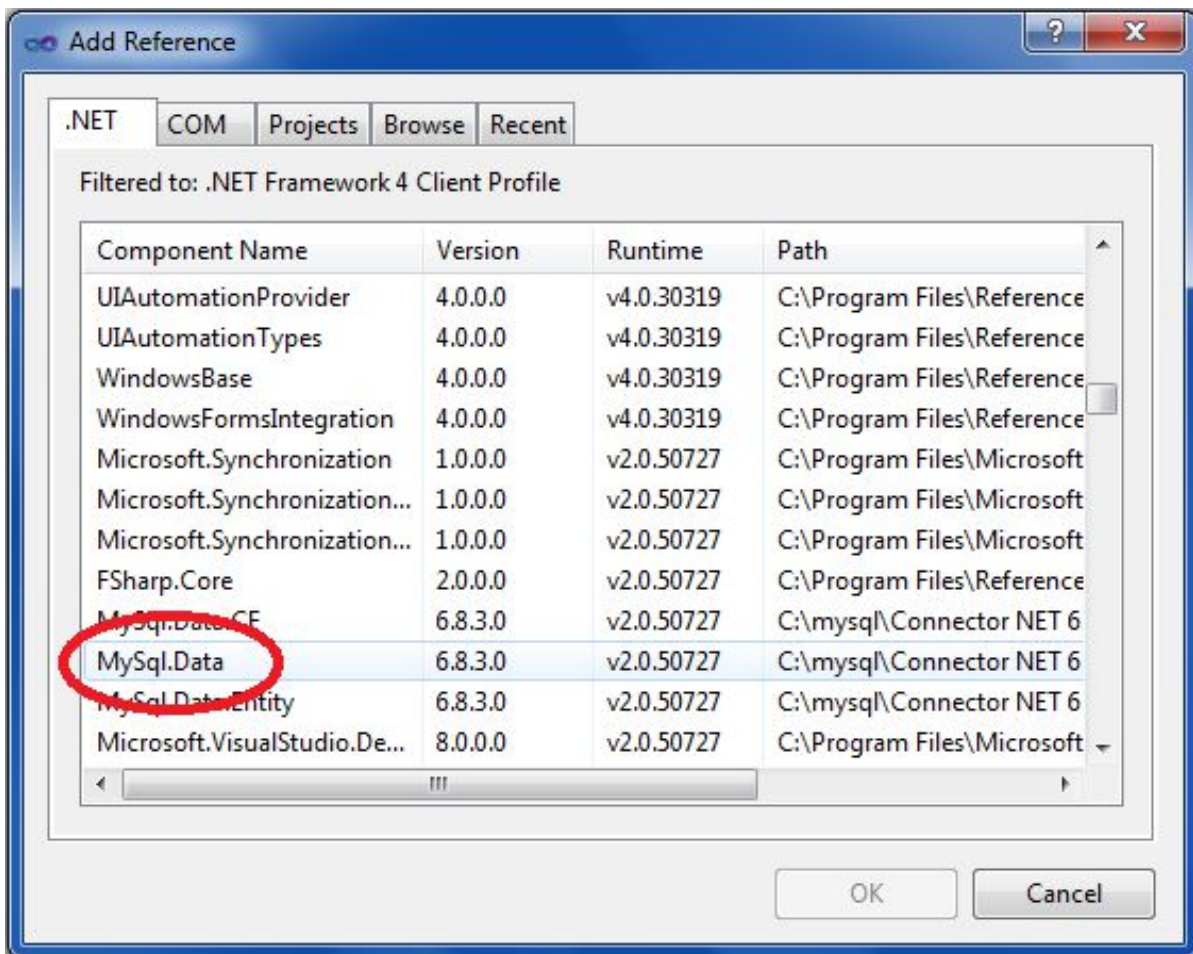 Add Reference
.NET COM Projects Browse Recent
Filtered to: .NET Framework 4 Client Profile
Component Name Version Runtime Path
UIAutomationProvider 4.0.0.0 v4.0.30319 C:\Program Files\Reference
UIAutomationTypes 4.0.0.0 v4.0.30319 C:\Program Files\Reference
WindowsBase 4.0.0.0 v4.0.30319 C:\Program Files\Reference
WindowsFormsIntegration 4.0.0.0 v4.0.30319 C:\Program Files\Reference
Microsoft.Synchronization 1.0.0.0 v2.0.50727 C:\Program Files\Microsoft
Microsoft.Synchronization... 1.0.0.0 v2.0.50727 C:\Program Files\Microsoft
Microsoft.Synchronization... 1.0.0.0 v2.0.50727 C:\Program Files\Microsoft
FSharp.Core 2.0.0.0 v2.0.50727 C:\Program Files\Reference
MySql.Data.CF 6.8.3.0 v2.0.50727 C:\mysql\Connector NET 6
MySql.Data 6.8.3.0 v2.0.50727 C:\mysql\Connector NET 6
MySql.Data.Entity 6.8.3.0 v2.0.50727 C:\mysql\Connector NET 6
Microsoft.VisualStudio.De... 8.0.0.0 v2.0.50727 C:\Program Files\Microsoft
OK Cancel